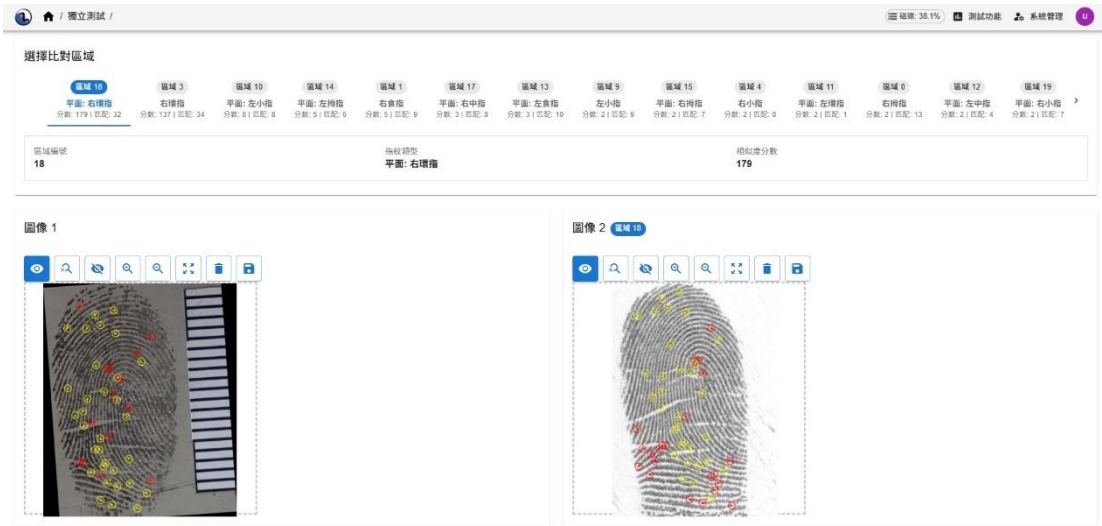 / 獨立測試 /
磁碟: 38.1%
測試功能
系統管理
U
選擇比對區域
區域 18 區域 3 區域 10 區域 14 區域 1 區域 17 區域 13 區域 9 區域 15 區域 4 區域 11 區域 0 區域 12 區域 19
平面: 右環指 右環指 平面: 左小指 平面: 左拇指 右食指 平面: 右中指 平面: 左食指 左小指 平面: 右拇指 右小指 平面: 左環指 右拇指 平面: 左中指 平面: 右小指
分數: 179 | 匹配: 32 分數: 137 | 匹配: 34 分數: 8 | 匹配: 8 分數: 5 | 匹配: 6 分數: 5 | 匹配: 9 分數: 3 | 匹配: 8 分數: 3 | 匹配: 10 分數: 2 | 匹配: 9 分數: 2 | 匹配: 7 分數: 2 | 匹配: 8 分數: 2 | 匹配: 1 分數: 2 | 匹配: 13 分數: 2 | 匹配: 4 分數: 2 | 匹配: 7
區域編號 指紋類型 相似度分數
18 平面: 右環指 179
圖像 1
圖像 2 區域 18